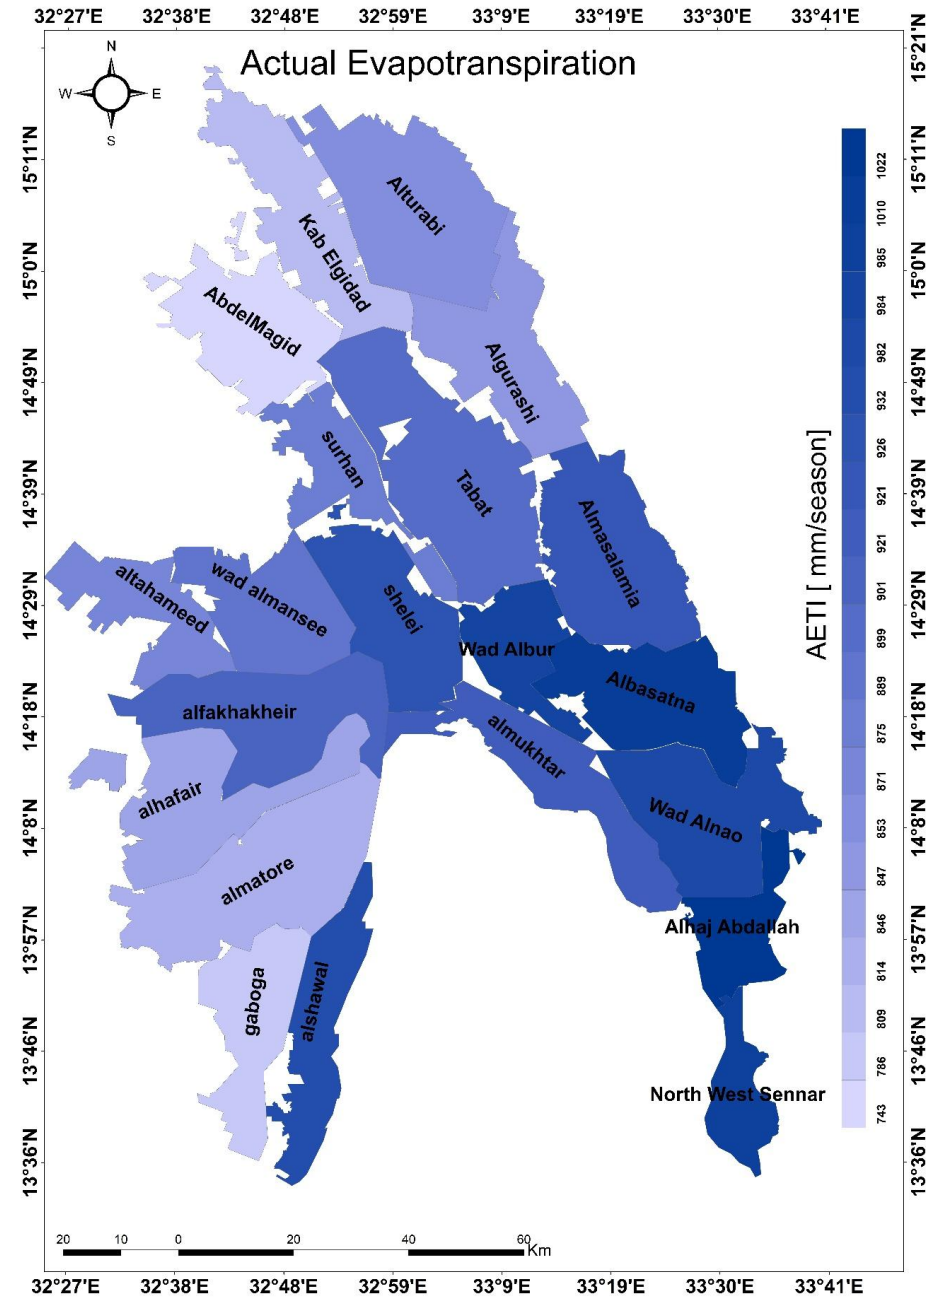 32°27'E 32°38'E 32°48'E 32°59'E 33°9'E 33°19'E 33°30'E 33°41'E
Actual Evapotranspiration
N
W E
S
15°21'N
15°11'N 15°11'N
15°0'N 15°0'N
14°49'N 14°49'N
14°39'N 14°39'N
14°29'N 14°29'N
14°18'N 14°18'N
14°8'N 14°8'N
13°57'N 13°57'N
13°46'N 13°46'N
13°36'N 13°36'N
Alturabi
Kab Elgidad
AbdelMagid
Algurashi
surhan
Tabat
Almasalamia
altahameed
wad almansee
shelei
Wad Albur
Albasatna
alfakhakheir
almukhtar
alhafair
Wad Alnao
almatore
Alhaj Abdallah
gaboga
alshawal
North West Sennar
AETI [ mm/season]
1022
1010
985
984
982
932
926
921
921
901
899
889
875
871
853
847
846
814
809
786
743
20 10 0 20 40 60
Km
32°27'E 32°38'E 32°48'E 32°59'E 33°9'E 33°19'E 33°30'E 33°41'E